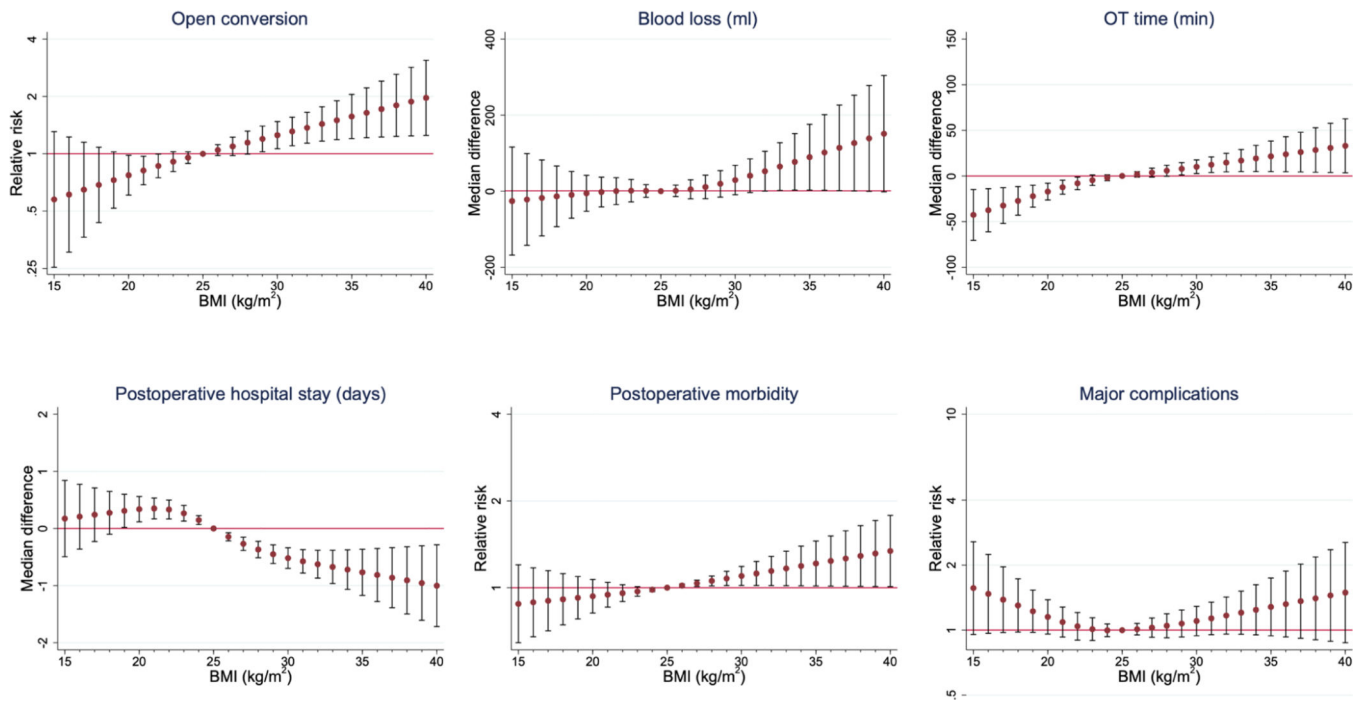 Open conversion
Relative risk
4
2
1
.5
.25
15 20 25 30 35 40
BMI (kg/m²)
Blood loss (ml)
Median difference
400
200
0
-200
15 20 25 30 35 40
BMI (kg/m²)
OT time (min)
Median difference
150
100
50
0
-50
-100
15 20 25 30 35 40
BMI (kg/m²)
Postoperative hospital stay (days)
Median difference
2
1
0
-1
-2
15 20 25 30 35 40
BMI (kg/m²)
Postoperative morbidity
Relative risk
4
2
1
15 20 25 30 35 40
BMI (kg/m²)
Major complications
Relative risk
10
4
2
1
.5
15 20 25 30 35 40
BMI (kg/m²)